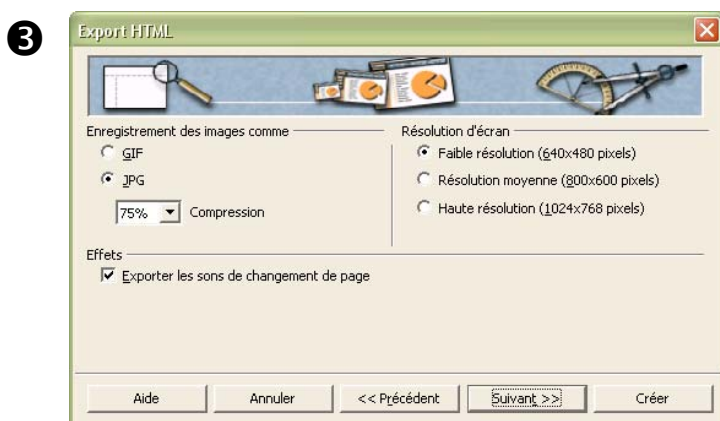 ❸
Export HTML
Enregistrement des images comme
GIF
JPG
75% Compression
Résolution d'écran
Faible résolution (640x480 pixels)
Résolution moyenne (800x600 pixels)
Haute résolution (1024x768 pixels)
Effets
Exporter les sons de changement de page
Aide Annuler << Précédent Suivant >> Créer